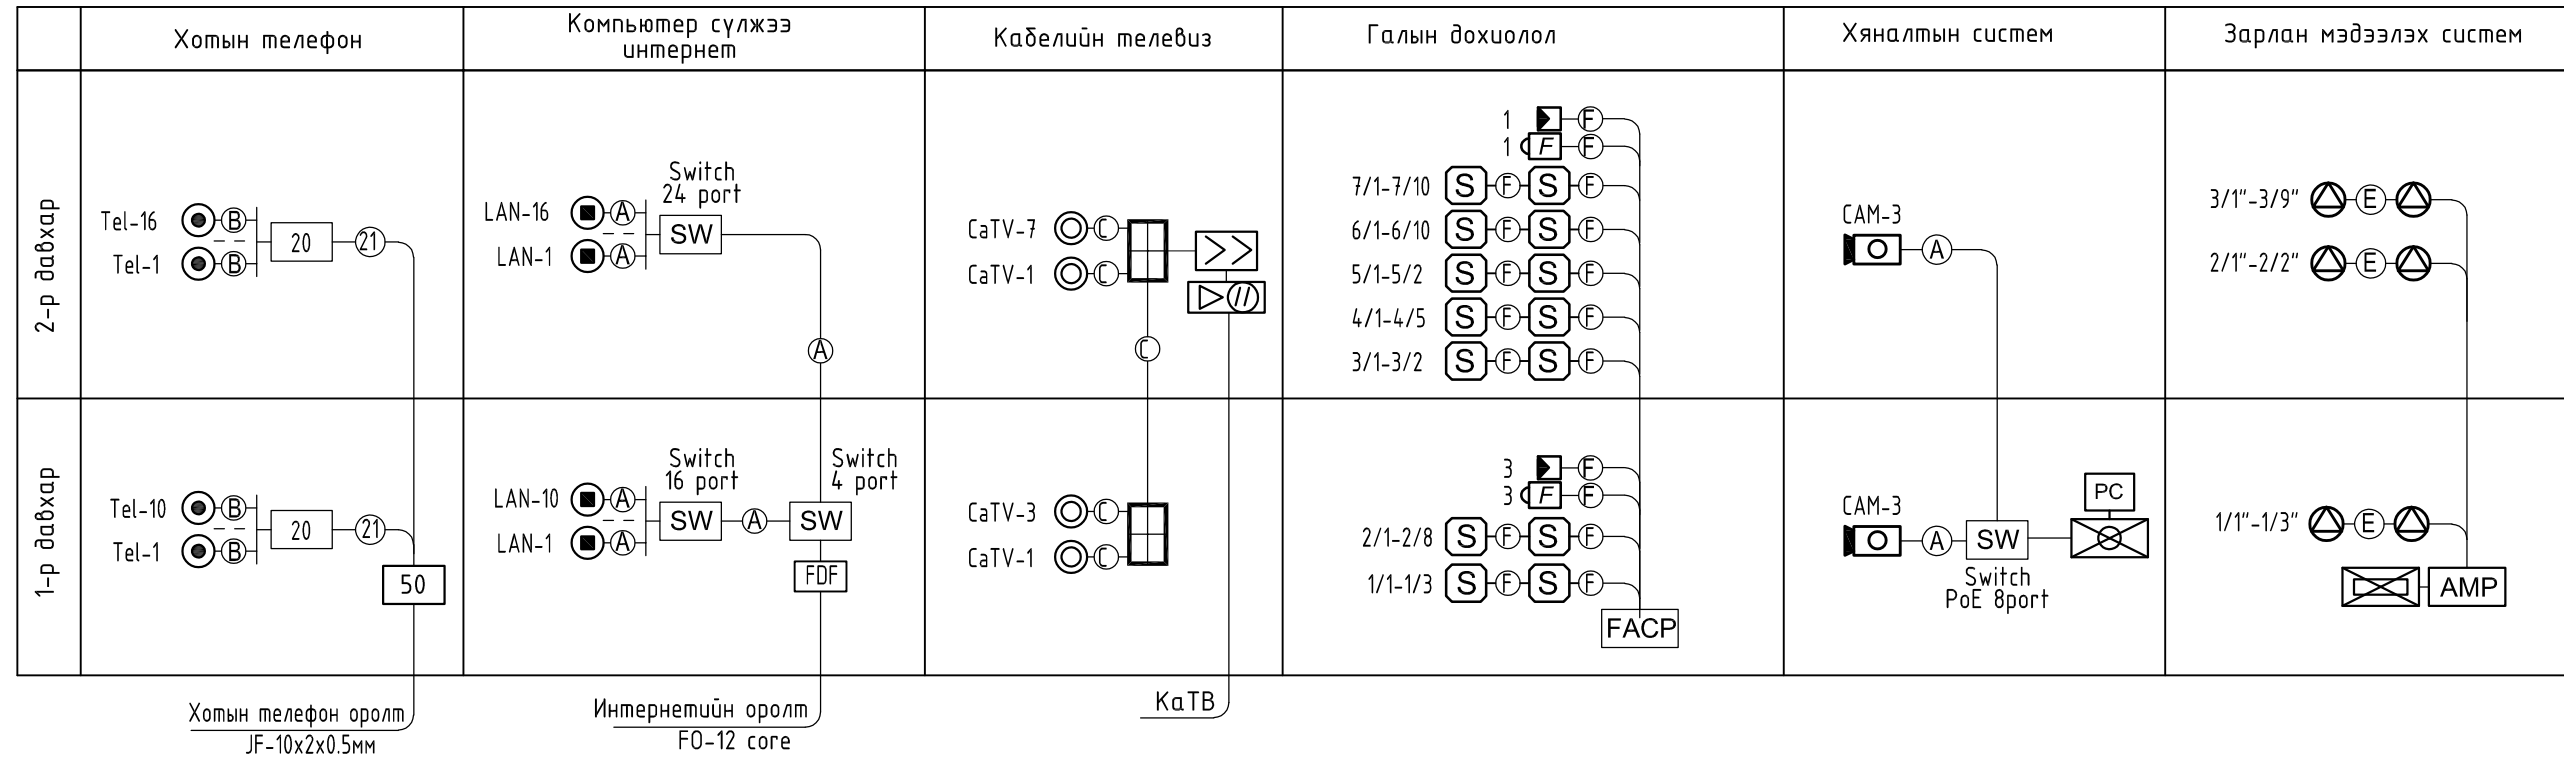 Хотын телефон
Компьютер сүлжээ
интернет
Кабелийн телевиз
Галын дохиолол
Хяналтын систем
Зарлан мэдээлэх систем
2-р давхар
Tel-16
B
Tel-1
B
20
21
LAN-16
A
LAN-1
A
Switch
24 port
SW
A
CaTV-7
C
CaTV-1
C
C
1
F
1
F
F
7/1-7/10
S
F
S
F
6/1-6/10
S
F
S
F
5/1-5/2
S
F
S
F
4/1-4/5
S
F
S
F
3/1-3/2
S
F
S
F
CAM-3
A
3/1"-3/9"
E
2/1"-2/2"
E
1-р давхар
Tel-10
B
Tel-1
B
20
21
50
LAN-10
A
LAN-1
A
Switch
16 port
SW
A
Switch
4 port
SW
FDF
CaTV-3
C
CaTV-1
C
3
F
3
F
F
2/1-2/8
S
F
S
F
1/1-1/3
S
F
S
F
FACP
CAM-3
A
SW
Switch
PoE 8port
PC
1/1"-1/3"
E
AMP
Хотын телефон оролт
JF-10x2x0.5мм
Интернетийн оролт
FO-12 core
КаТВ